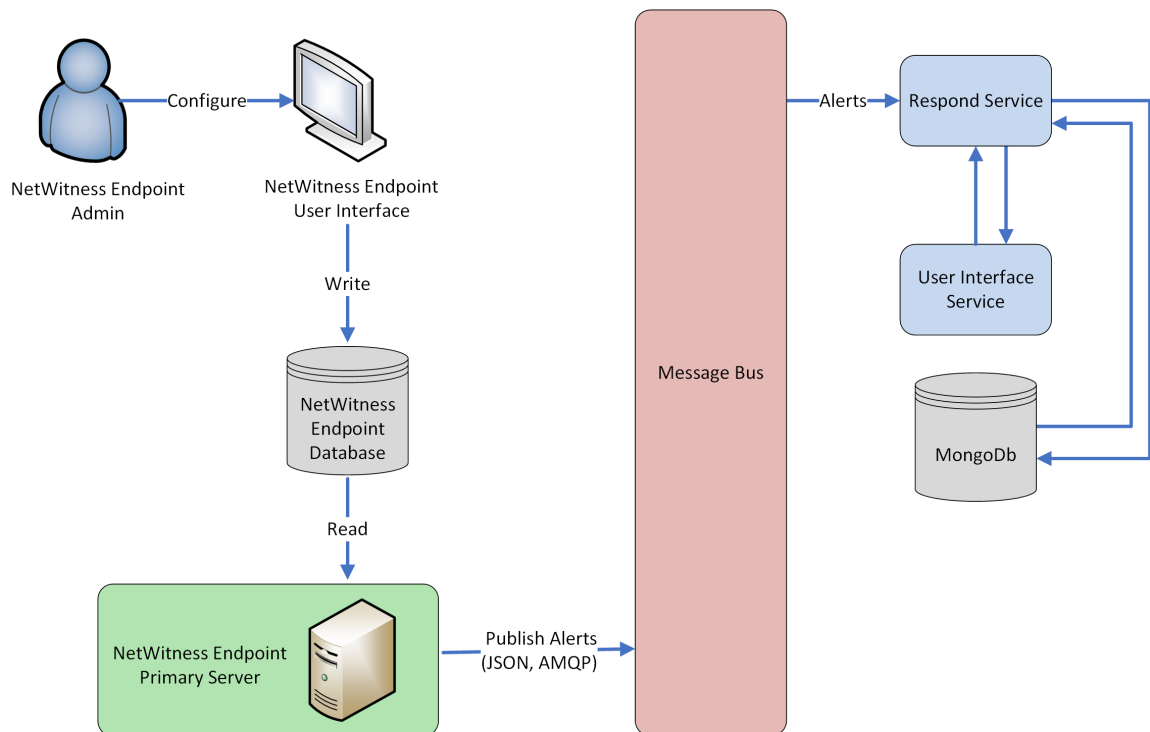 Configure
NetWitness Endpoint
Admin
NetWitness Endpoint
User Interface
Write
NetWitness
Endpoint
Database
Read
NetWitness Endpoint
Primary Server
Publish Alerts
(JSON, AMQP)
Message Bus
Alerts
Respond Service
User Interface
Service
MongoDb